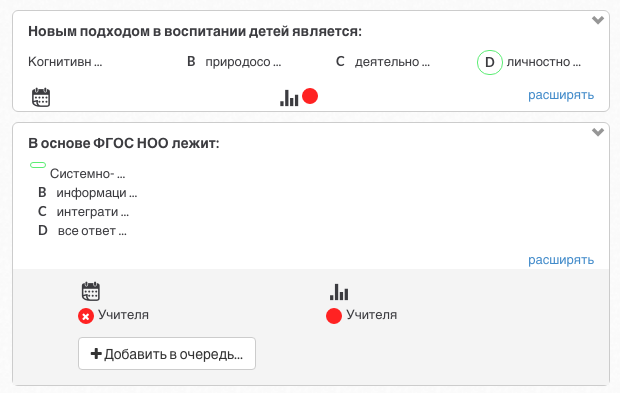 Новым подходом в воспитании детей является:
Когнитивн ... B природосо ... C деятельно ... D личностно ...
расширять
В основе ФГОС НОО лежит:
Системно- ...
B информаци ...
C интеграти ...
D все ответ ...
расширять
Учителя Учителя
Добавить в очередь...